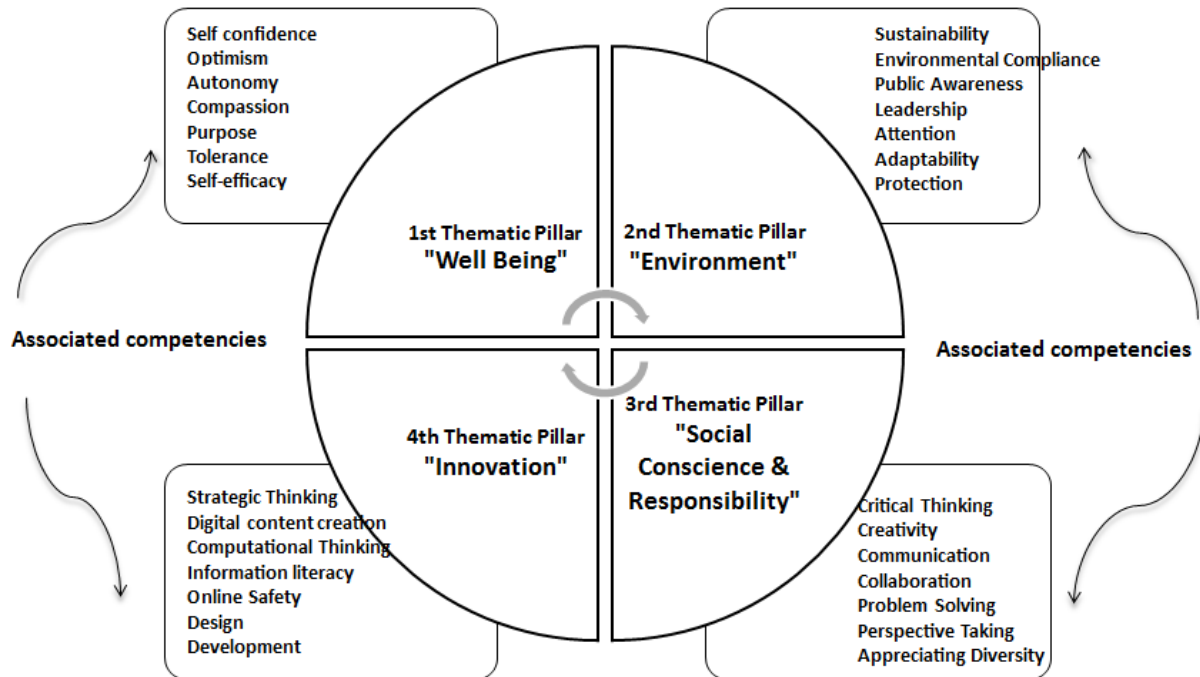 Self confidence
Optimism
Autonomy
Compassion
Purpose
Tolerance
Self-efficacy
Sustainability
Environmental Compliance
Public Awareness
Leadership
Attention
Adaptability
Protection
1st Thematic Pillar
"Well Being"
2nd Thematic Pillar
"Environment"
Associated competencies
Associated competencies
4th Thematic Pillar
"Innovation"
3rd Thematic Pillar
"Social
Conscience &
Responsibility"
Strategic Thinking
Digital content creation
Computational Thinking
Information literacy
Online Safety
Design
Development
Critical Thinking
Creativity
Communication
Collaboration
Problem Solving
Perspective Taking
Appreciating Diversity